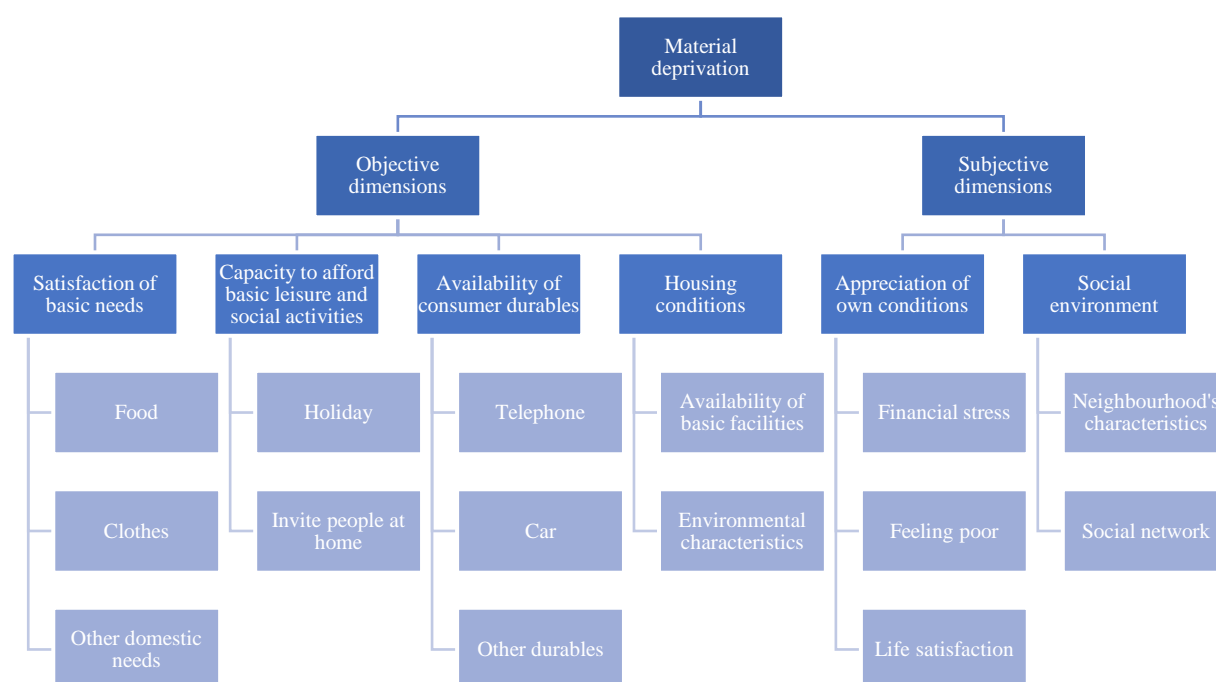 Material
deprivation
Objective
dimensions
Subjective
dimensions
Satisfaction of
basic needs
Capacity to afford
basic leisure and
social activities
Availability of
consumer durables
Housing
conditions
Appreciation of
own conditions
Social
environment
Food
Holiday
Telephone
Availability of
basic facilities
Financial stress
Neighbourhood's
characteristics
Clothes
Invite people at
home
Car
Environmental
characteristics
Feeling poor
Social network
Other domestic
needs
Other durables
Life satisfaction